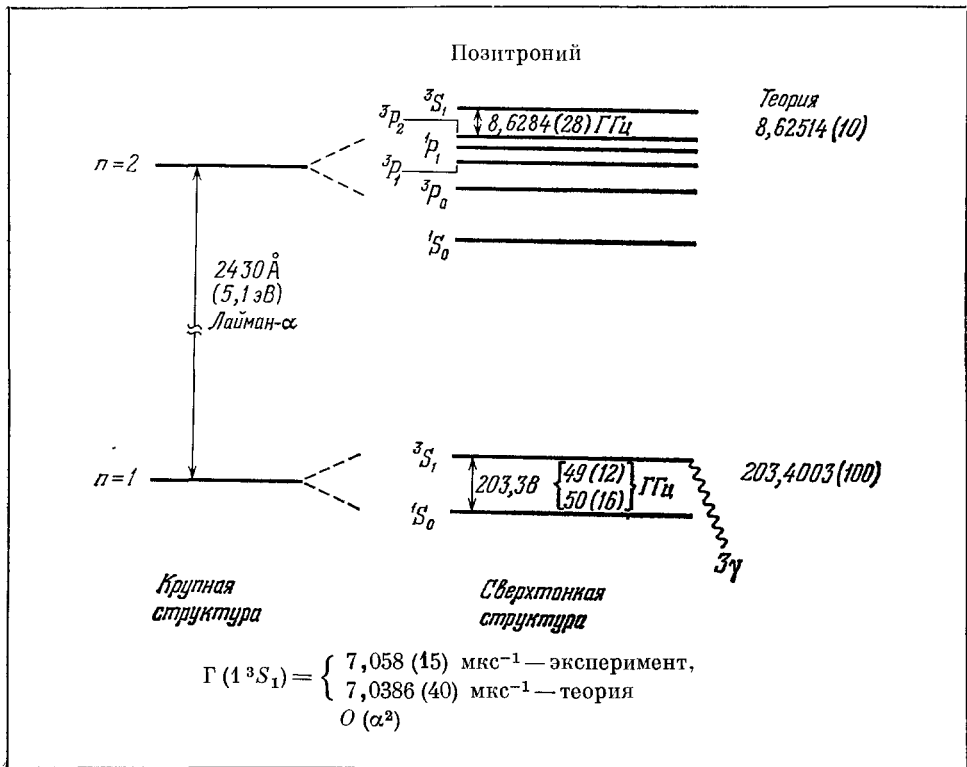 Позитроний
³S₁
Теория
³P₂
8,6284(28) ГГц
8,62514(10)
¹P₁
n=2
³P₁
³P₀
¹S₀
2430 Å
(5,1 эВ)
Лайман-α
³S₁
n=1
203,38 {49(12) 50(16)} ГГц
203,4003(100)
¹S₀
3γ
Крупная структура
Сверхтонкая структура
Γ (1 ³S₁) = { 7,058 (15) мкс⁻¹ — эксперимент,
7,0386 (40) мкс⁻¹ — теория
O (α²)